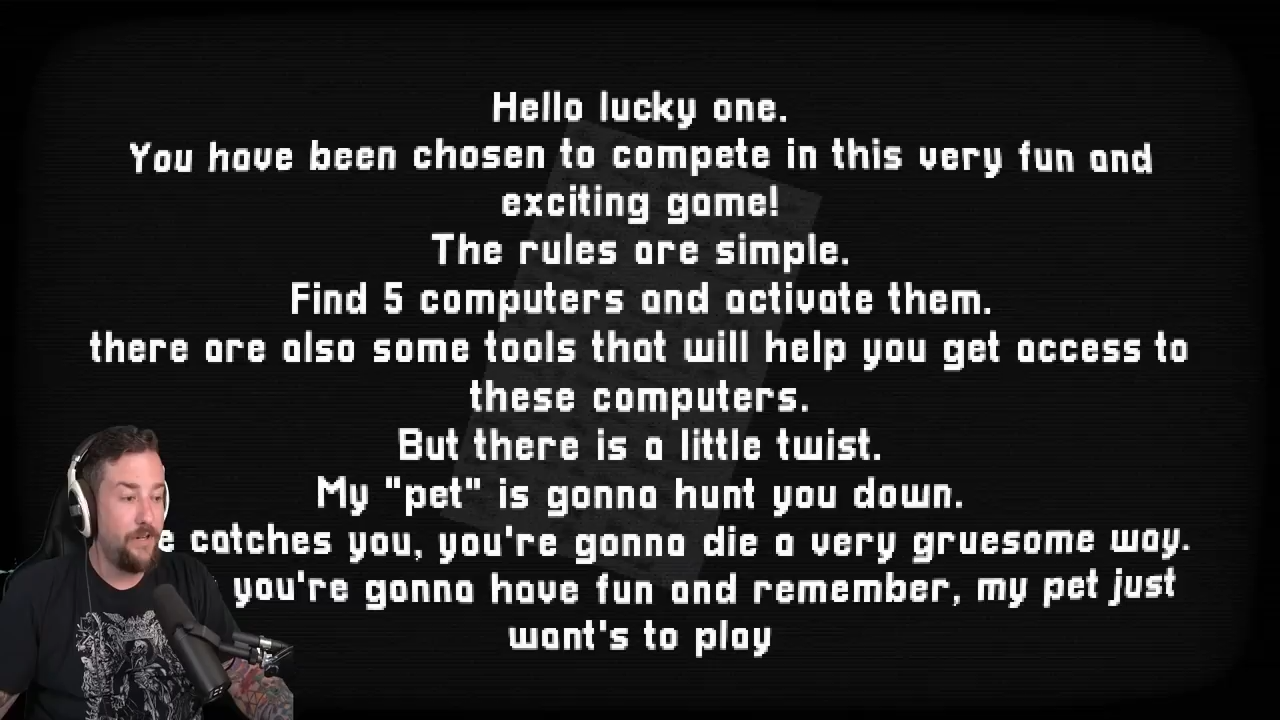 Hello lucky one.
You have been chosen to compete in this very fun and
exciting game!
The rules are simple.
Find 5 computers and activate them.
there are also some tools that will help you get access to
these computers.
But there is a little twist.
My "pet" is gonna hunt you down.
catches you, you're gonna die a very gruesome way.
you're gonna have fun and remember, my pet just
want's to play